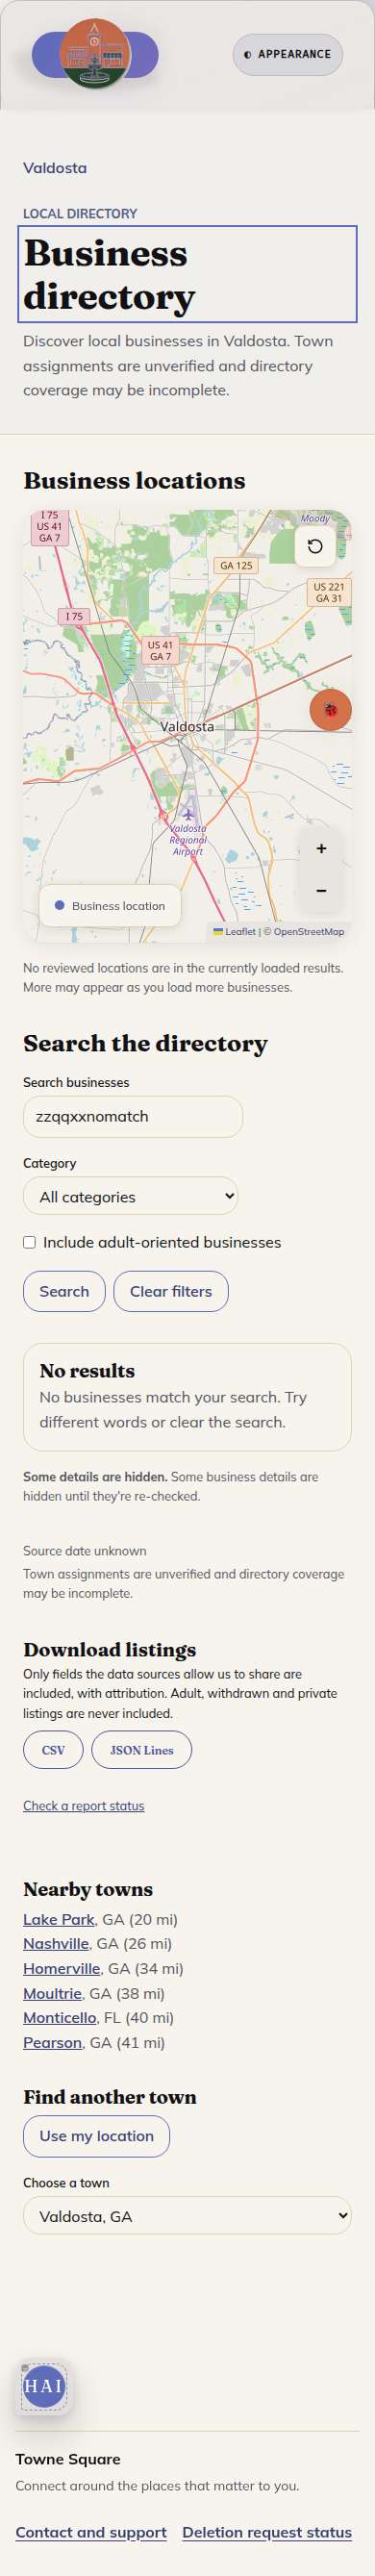 APPEARANCE
Valdosta
LOCAL DIRECTORY
Business
directory
Discover local businesses in Valdosta. Town
assignments are unverified and directory
coverage may be incomplete.
Business locations
I 75
US 41
GA 7
Moody
GA 125
US 221
GA 31
I 75
US 41
GA 7
Valdosta
Valdosta
Regional
Airport
+
−
Business location
Leaflet | © OpenStreetMap
No reviewed locations are in the currently loaded results.
More may appear as you load more businesses.
Search the directory
Search businesses
zzqqxxnomatch
Category
All categories
Include adult-oriented businesses
Search Clear filters
No results
No businesses match your search. Try
different words or clear the search.
Some details are hidden. Some business details are
hidden until they're re-checked.
Source date unknown
Town assignments are unverified and directory coverage
may be incomplete.
Download listings
Only fields the data sources allow us to share are
included, with attribution. Adult, withdrawn and private
listings are never included.
CSV JSON Lines
Check a report status
Nearby towns
Lake Park, GA (20 mi)
Nashville, GA (26 mi)
Homerville, GA (34 mi)
Moultrie, GA (38 mi)
Monticello, FL (40 mi)
Pearson, GA (41 mi)
Find another town
Use my location
Choose a town
Valdosta, GA
HAI
Towne Square
Connect around the places that matter to you.
Contact and support Deletion request status